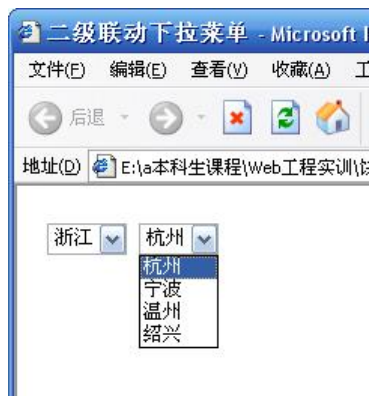 二级联动下拉菜单 - Microsoft I
文件(F) 编辑(E) 查看(V) 收藏(A) 工
后退
地址(D) E:\a本科生课程\Web工程实训\
浙江 杭州
杭州
宁波
温州
绍兴